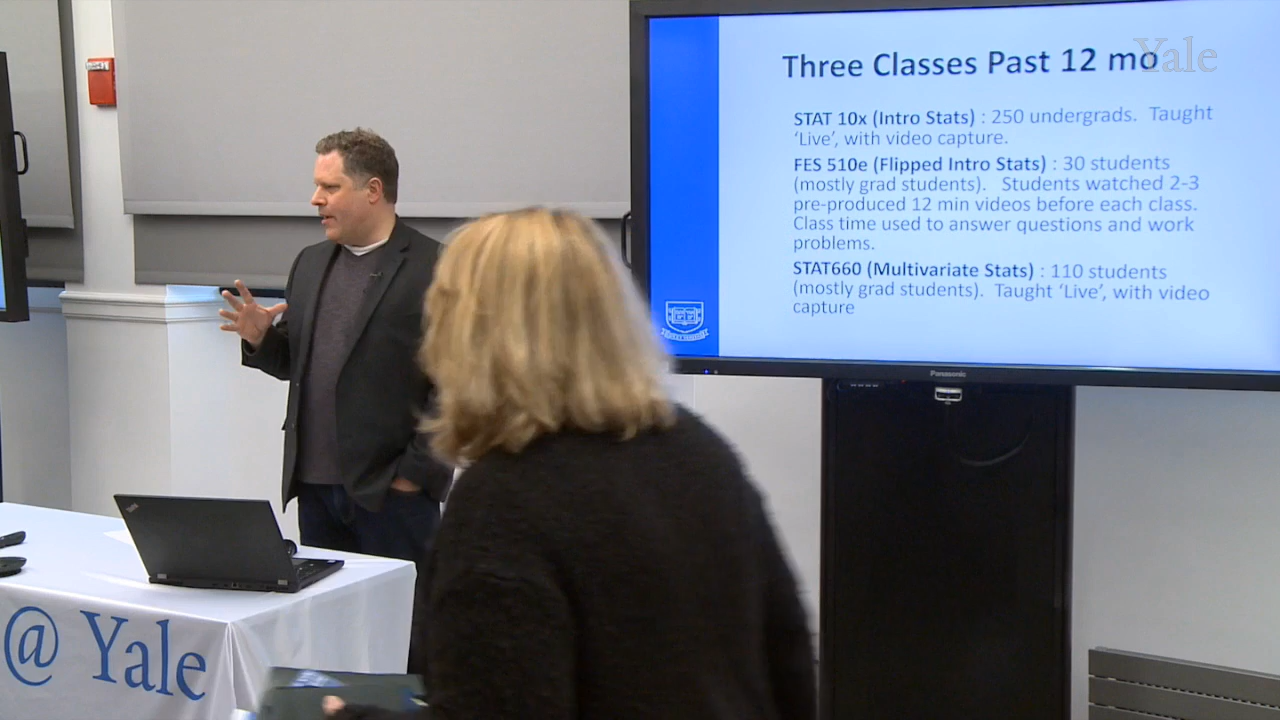 Three Classes Past 12 mo
Yale
STAT 10x (Intro Stats) : 250 undergrads. Taught
'Live', with video capture.
FES 510e (Flipped Intro Stats) : 30 students
(mostly grad students). Students watched 2-3
pre-produced 12 min videos before each class.
Class time used to answer questions and work
problems.
STAT660 (Multivariate Stats) : 110 students
(mostly grad students). Taught 'Live', with video
capture
Panasonic
@ Yale